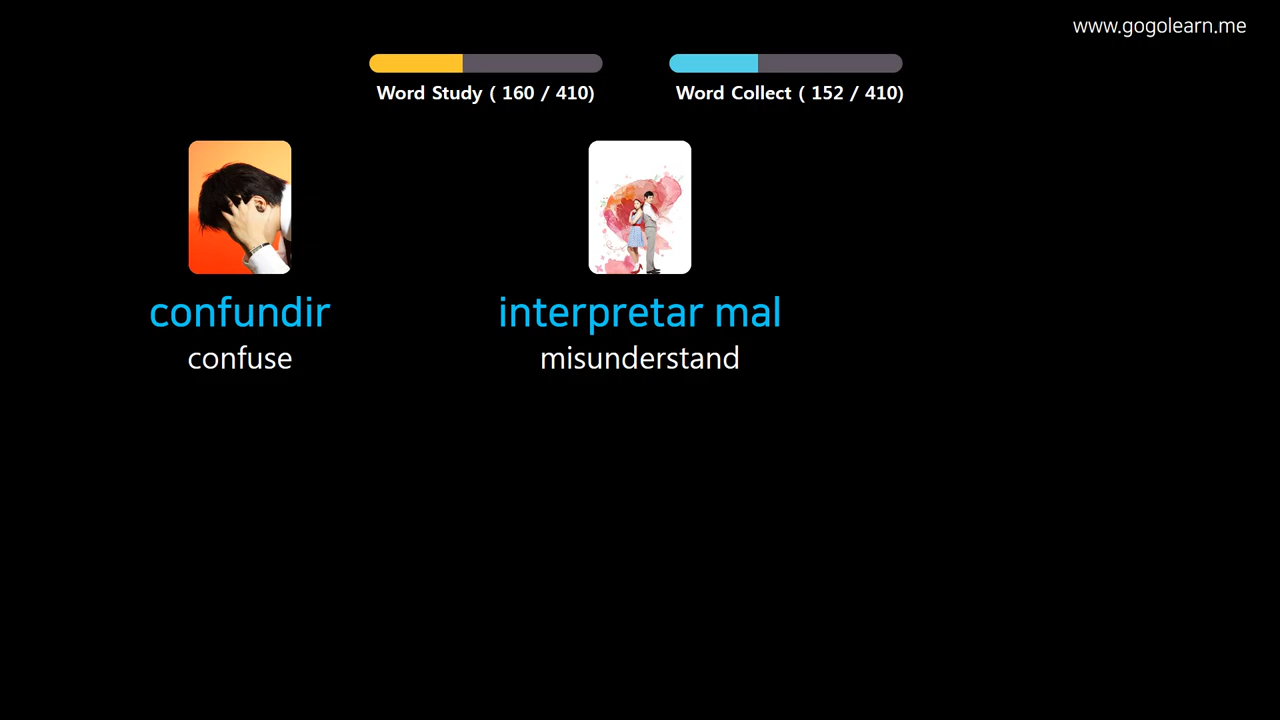 www.gogolearn.me
Word Study ( 160 / 410)
Word Collect ( 152 / 410)
confundir
confuse
interpretar mal
misunderstand